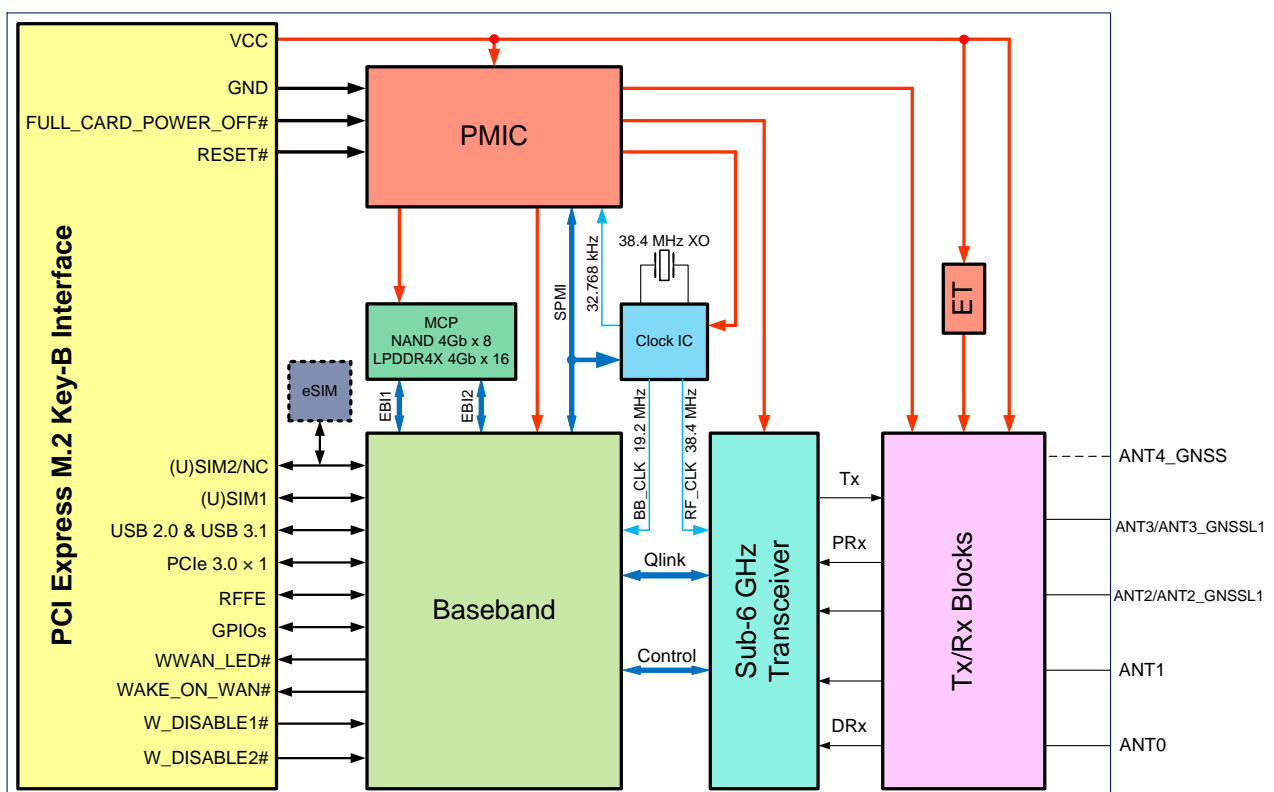 PCI Express M.2 Key-B Interface
VCC
GND
FULL_CARD_POWER_OFF#
RESET#
(U)SIM2/NC
(U)SIM1
USB 2.0 & USB 3.1
PCIe 3.0 × 1
RFFE
GPIOs
WWAN_LED#
WAKE_ON_WAN#
W_DISABLE1#
W_DISABLE2#
eSIM
PMIC
MCP
NAND 4Gb x 8
LPDDR4X 4Gb x 16
EBI1
EBI2
SPMI
32.768 kHz
38.4 MHz XO
Clock IC
BB_CLK 19.2 MHz
RF_CLK 38.4 MHz
Baseband
Qlink
Control
Sub-6 GHz
Transceiver
Tx
PRx
DRx
ET
Tx/Rx Blocks
ANT4_GNSS
ANT3/ANT3_GNSSL1
ANT2/ANT2_GNSSL1
ANT1
ANT0